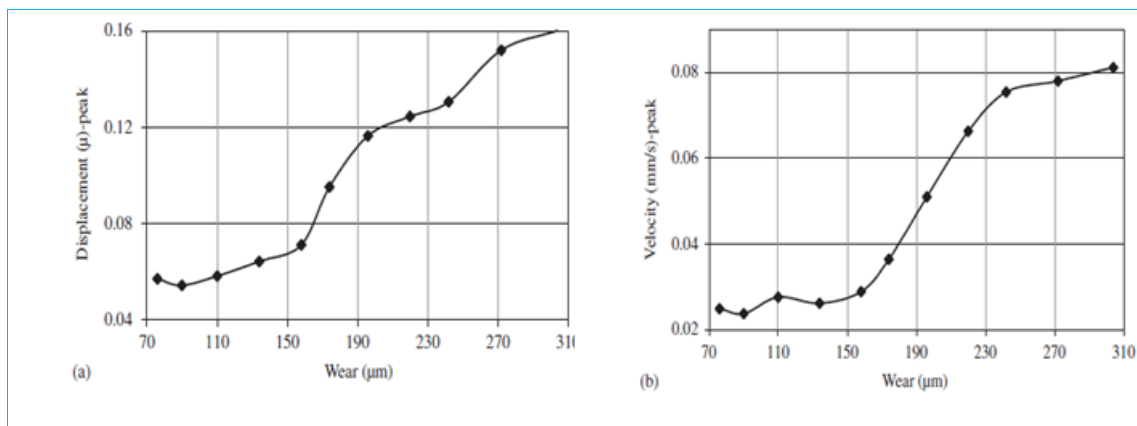 0.16
0.12
0.08
0.04
Displacement (μ)-peak
70 110 150 190 230 270 310
Wear (μm)
(a)
0.08
0.06
0.04
0.02
Velocity (mm/s)-peak
70 110 150 190 230 270 310
Wear (μm)
(b)